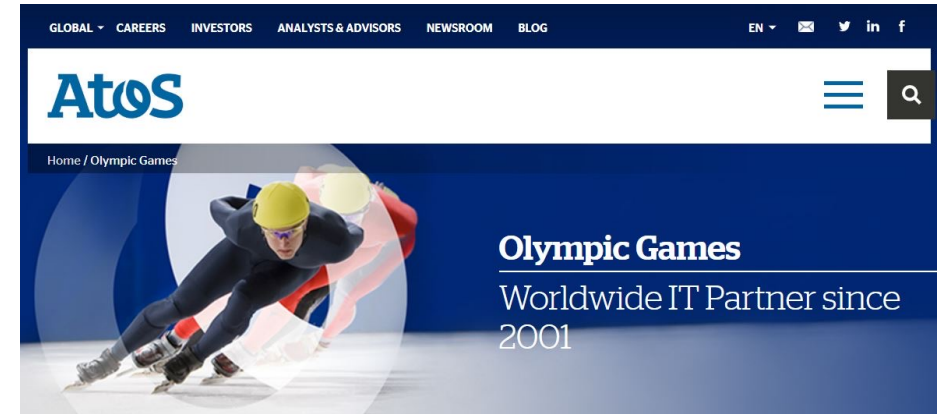 GLOBAL CAREERS INVESTORS ANALYSTS & ADVISORS NEWSROOM BLOG EN in f
Atos
Home / Olympic Games
Olympic Games
Worldwide IT Partner since
2001